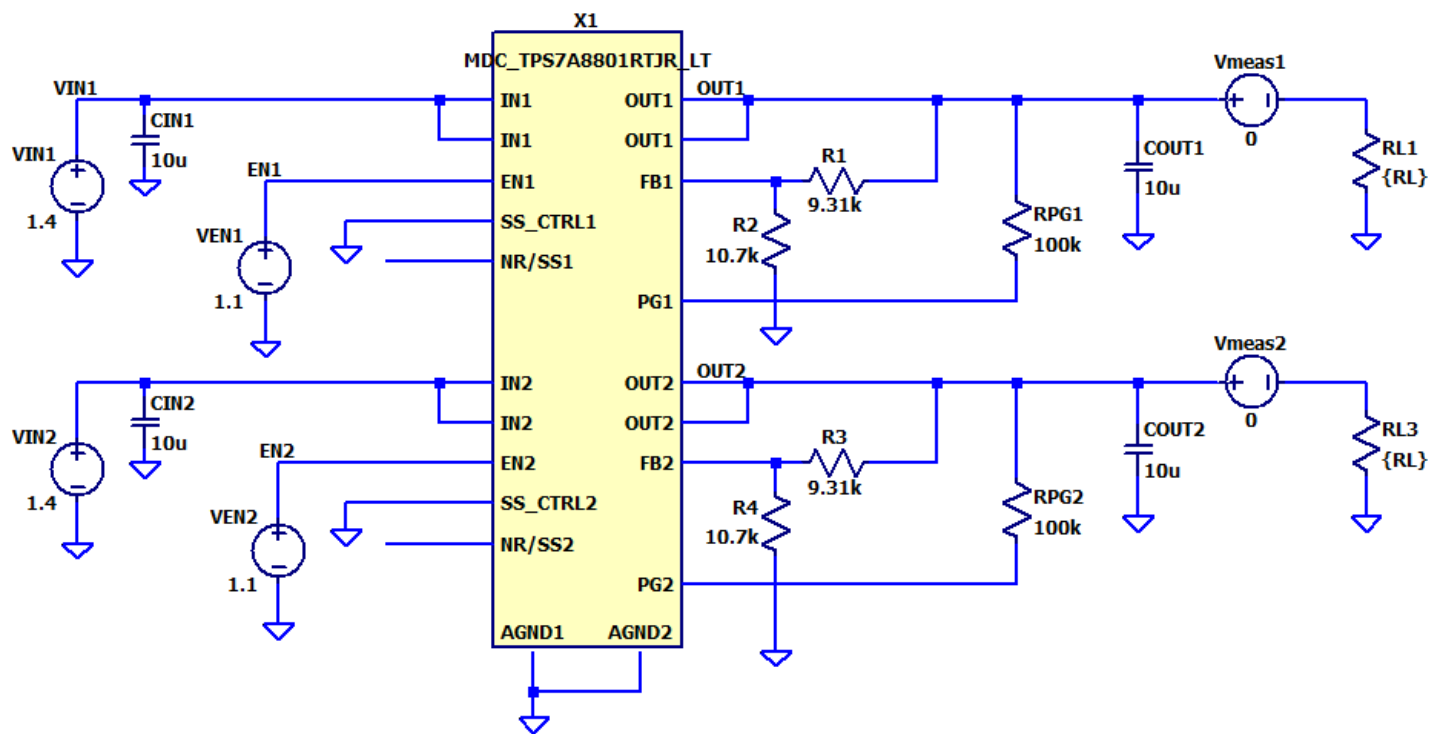 X1
MDC_TPS7A8801RTJR_LT
VIN1
CIN1
10u
VIN1
1.4
EN1
VEN1
1.1
IN1
IN1
EN1
SS_CTRL1
NR/SS1
OUT1
OUT1
FB1
PG1
OUT1
R1
9.31k
R2
10.7k
RPG1
100k
COUT1
10u
Vmeas1
0
RL1
{RL}
CIN2
10u
VIN2
1.4
EN2
VEN2
1.1
IN2
IN2
EN2
SS_CTRL2
NR/SS2
OUT2
OUT2
FB2
PG2
AGND1
AGND2
OUT2
R3
9.31k
R4
10.7k
RPG2
100k
COUT2
10u
Vmeas2
0
RL3
{RL}